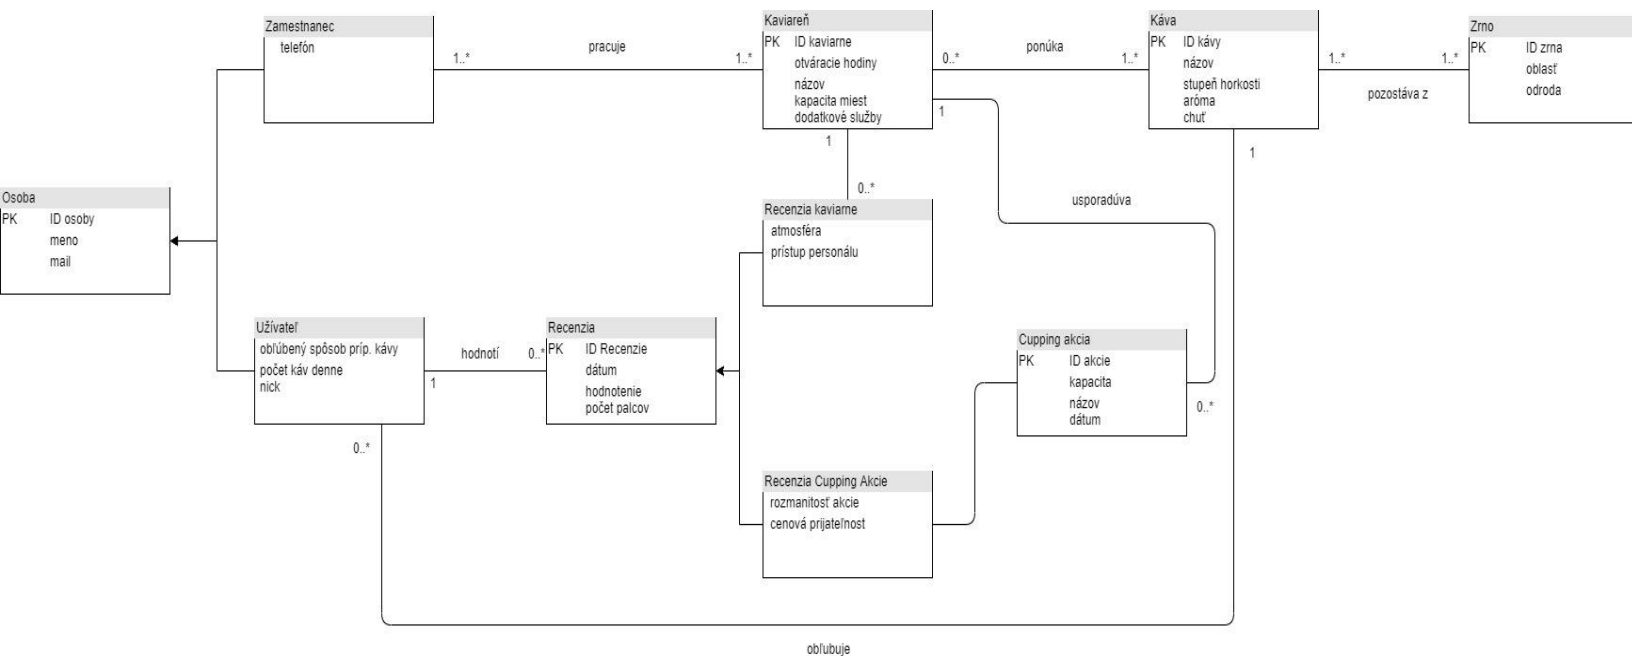 Zamestnanec
telefón
1..*
pracuje
1..*
Kaviareň
PK ID kaviarne
otváracie hodiny
názov
kapacita miest
dodatkové služby
0..*
ponúka
1..*
1
1
Káva
PK ID kávy
názov
stupeň horkosti
aróma
chuť
1..*
1..*
pozostáva z
1
Zrno
PK ID zrna
oblasť
odroda
Osoba
PK ID osoby
meno
mail
0..*
Recenzia kaviarne
atmosféra
prístup personálu
usporadúva
Užívateľ
obľúbený spôsob príp. kávy
počet káv denne
nick
hodnotí
1
0..*
0..*
Recenzia
PK ID Recenzie
dátum
hodnotenie
počet palcov
Cupping akcia
PK ID akcie
kapacita
názov
dátum
0..*
Recenzia Cupping Akcie
rozmanitosť akcie
cenová prijateľnost
obľubuje